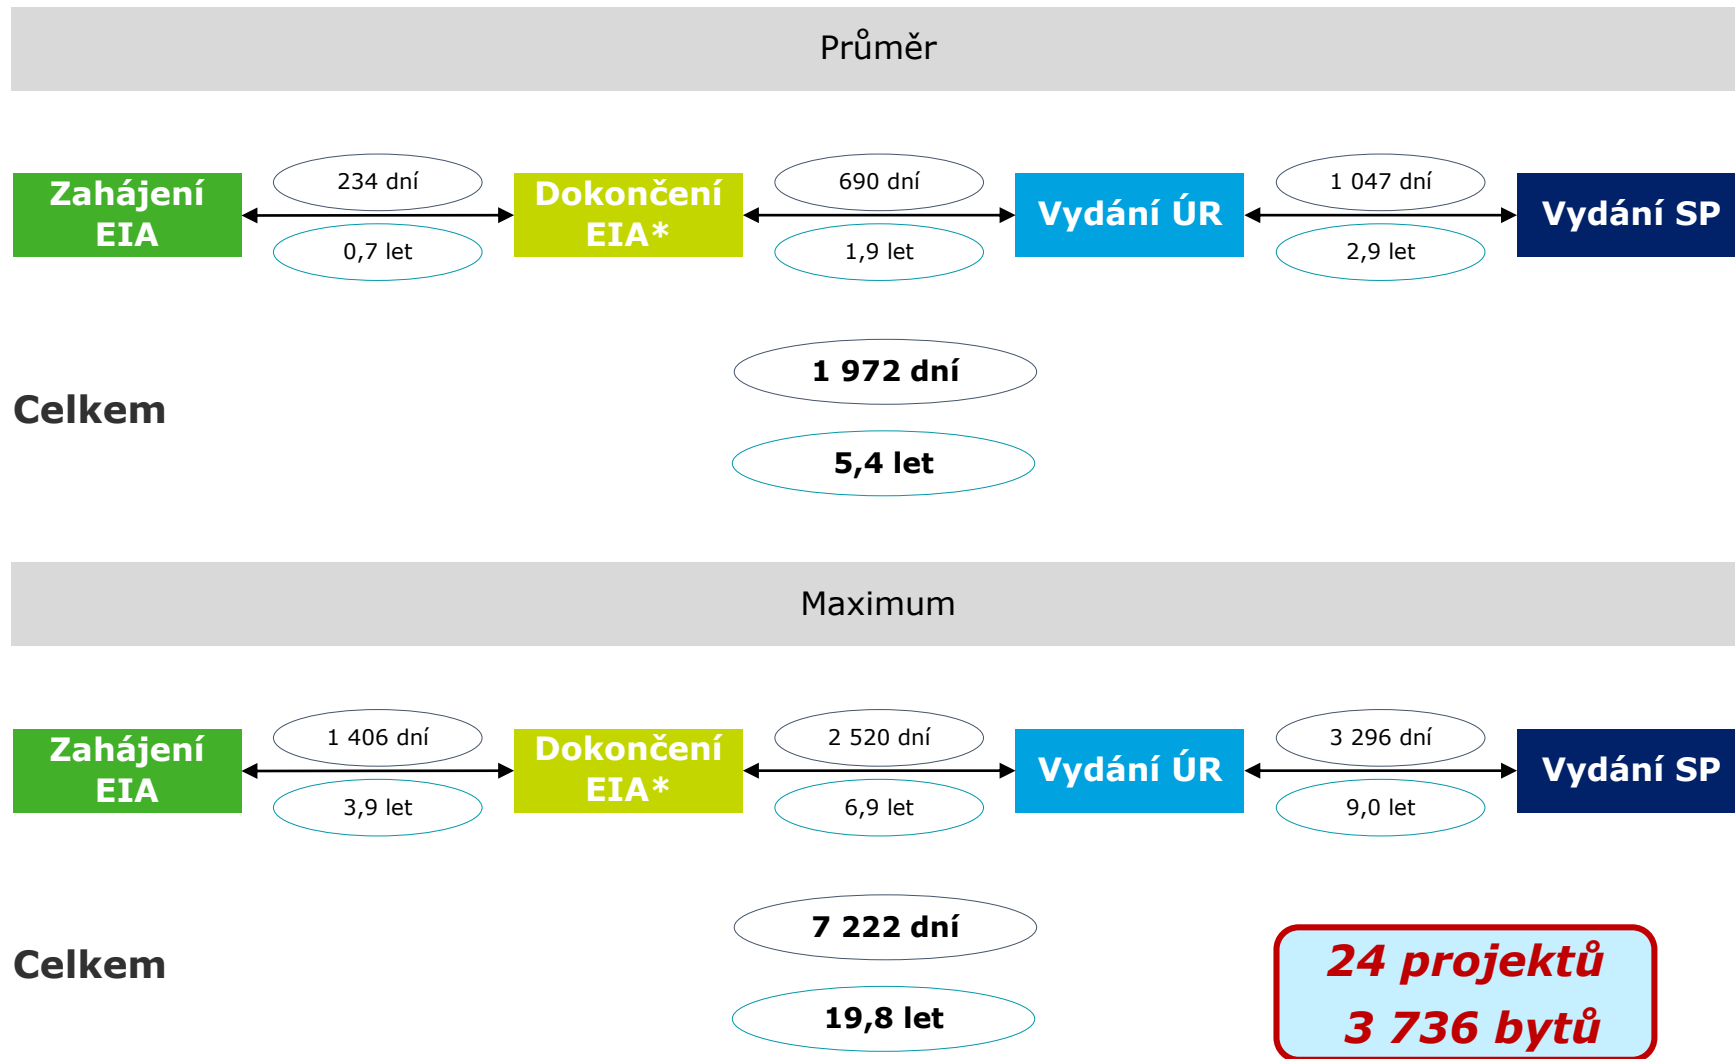 Průměr
Zahájení
EIA
234 dní
0,7 let
Dokončení
EIA*
690 dní
1,9 let
Vydání ÚR
1 047 dní
2,9 let
Vydání SP
Celkem
1 972 dní
5,4 let
Maximum
Zahájení
EIA
1 406 dní
3,9 let
Dokončení
EIA*
2 520 dní
6,9 let
Vydání ÚR
3 296 dní
9,0 let
Vydání SP
Celkem
7 222 dní
19,8 let
24 projektů
3 736 bytů